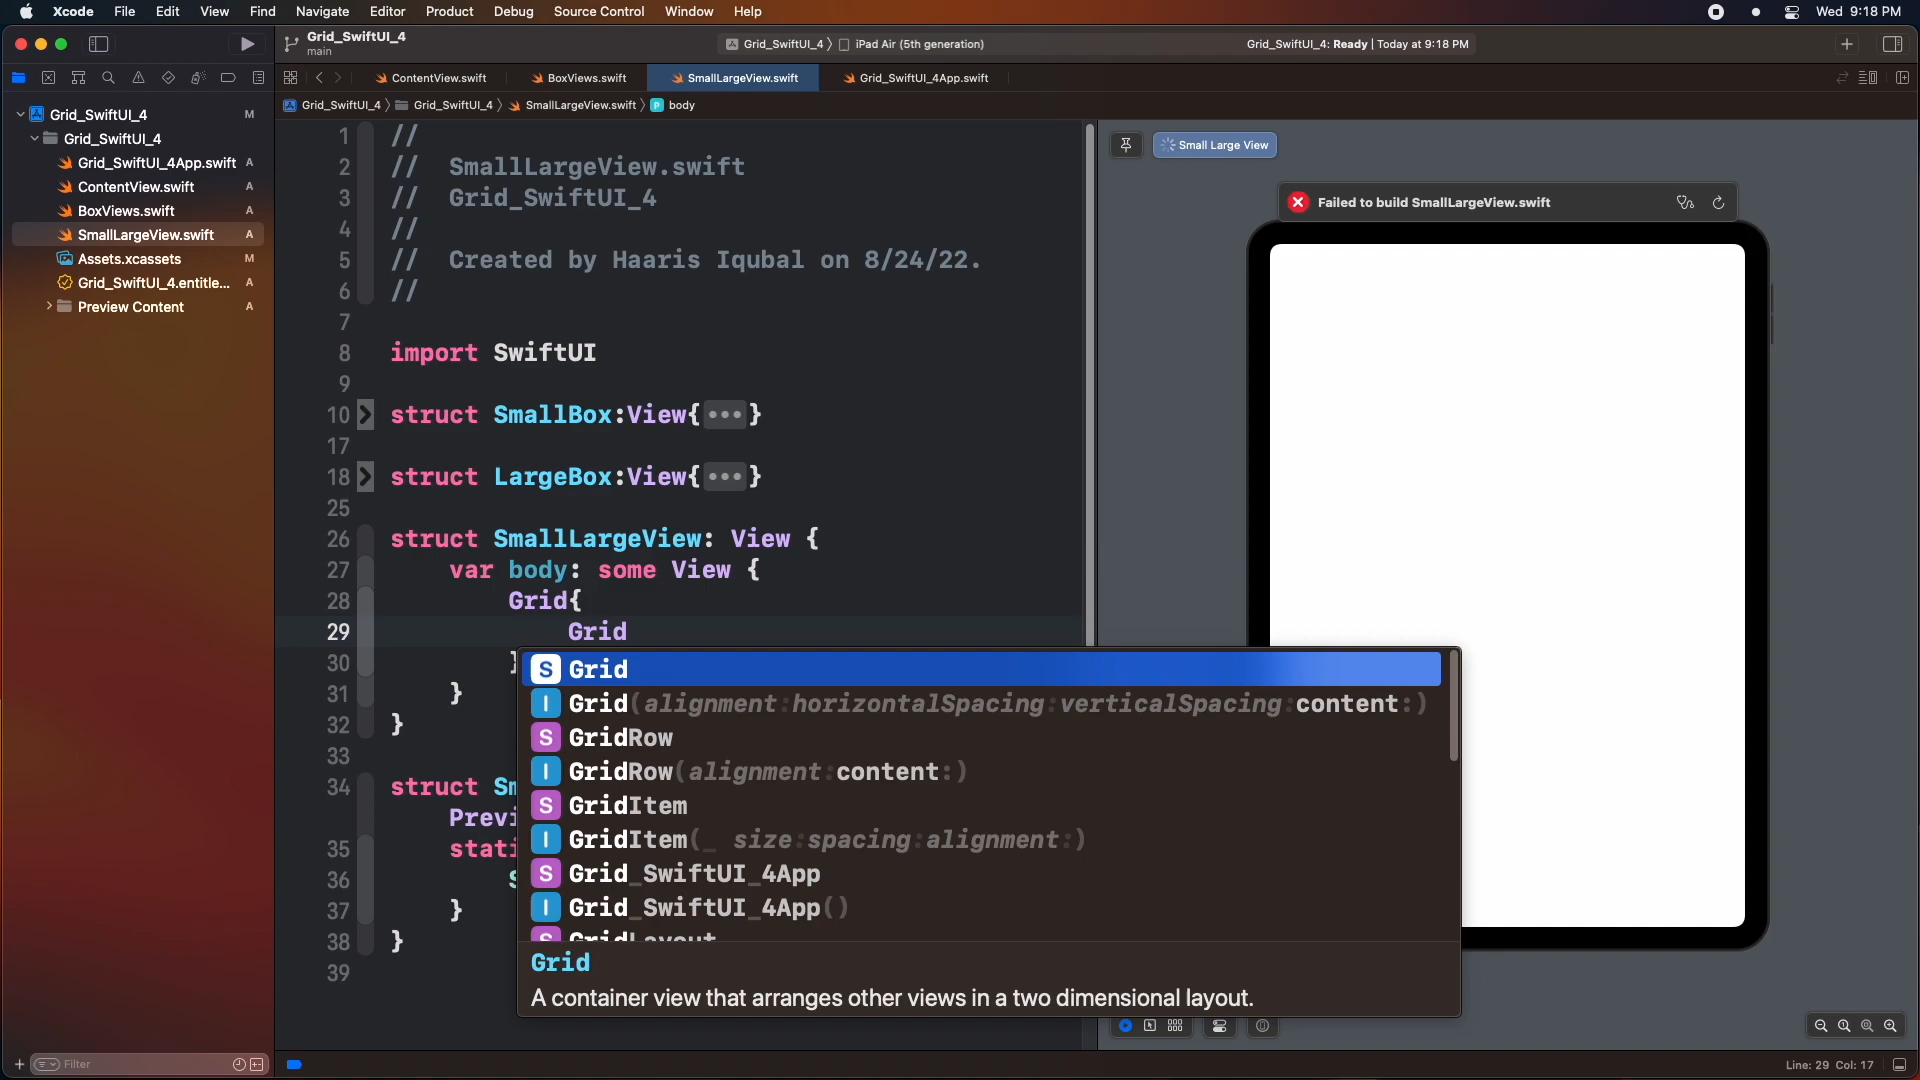 Xcode File Edit View Find Navigate Editor Product Debug Source Control Window Help Wed 9:18 PM
Grid_SwiftUI_4
main
Grid_SwiftUI_4 iPad Air (5th generation) Grid_SwiftUI_4: Ready | Today at 9:18 PM
ContentView.swift BoxViews.swift SmallLargeView.swift Grid_SwiftUI_4App.swift
Grid_SwiftUI_4 Grid_SwiftUI_4 SmallLargeView.swift P body
Grid_SwiftUI_4 M
Grid_SwiftUI_4
Grid_SwiftUI_4App.swift A
ContentView.swift A
BoxViews.swift A
SmallLargeView.swift A
Assets.xcassets M
Grid_SwiftUI_4.entitle... A
Preview Content A
1 //
2 // SmallLargeView.swift
3 // Grid_SwiftUI_4
4 //
5 // Created by Haaris Iqubal on 8/24/22.
6 //
7
8 import SwiftUI
9
10 struct SmallBox:View{•••}
17
18 struct LargeBox:View{•••}
25
26 struct SmallLargeView: View {
27 var body: some View {
28 Grid{
29 Grid
30
31 }
32 }
33
34 struct Sm
Previ
35 stati
36 S
37 }
38 }
39
S Grid
I Grid(alignment:horizontalSpacing:verticalSpacing:content:)
S GridRow
I GridRow(alignment:content:)
S GridItem
I GridItem(_ size:spacing:alignment:)
S Grid_SwiftUI_4App
I Grid_SwiftUI_4App()
S GridLayout
Grid
A container view that arranges other views in a two dimensional layout.
Small Large View
Failed to build SmallLargeView.swift
Filter
Line: 29 Col: 17